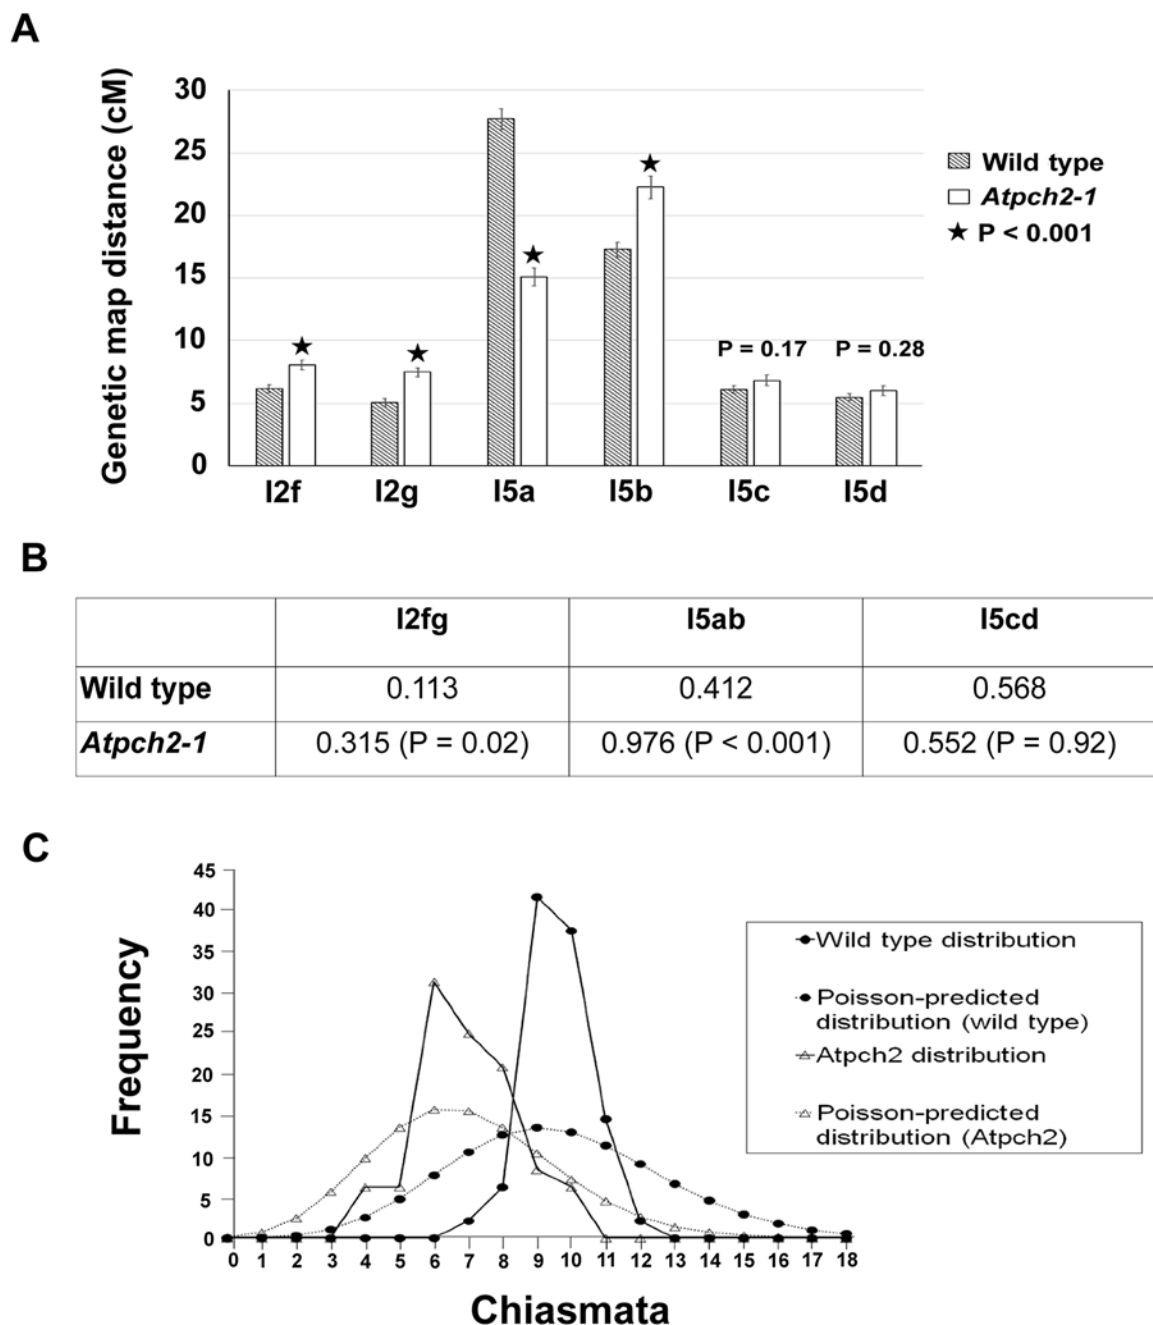 A
Genetic map distance (cM)
30
25
20
15
10
5
0
P = 0.17
P = 0.28
I2f
I2g
I5a
I5b
I5c
I5d
Wild type
Atpch2-1
★ P < 0.001
B
I2fg I5ab I5cd
Wild type 0.113 0.412 0.568
Atpch2-1 0.315 (P = 0.02) 0.976 (P < 0.001) 0.552 (P = 0.92)
C
Frequency
45
40
35
30
25
20
15
10
5
0
0 1 2 3 4 5 6 7 8 9 10 11 12 13 14 15 16 17 18
Chiasmata
Wild type distribution
Poisson-predicted
distribution (wild type)
Atpch2 distribution
Poisson-predicted
distribution (Atpch2)